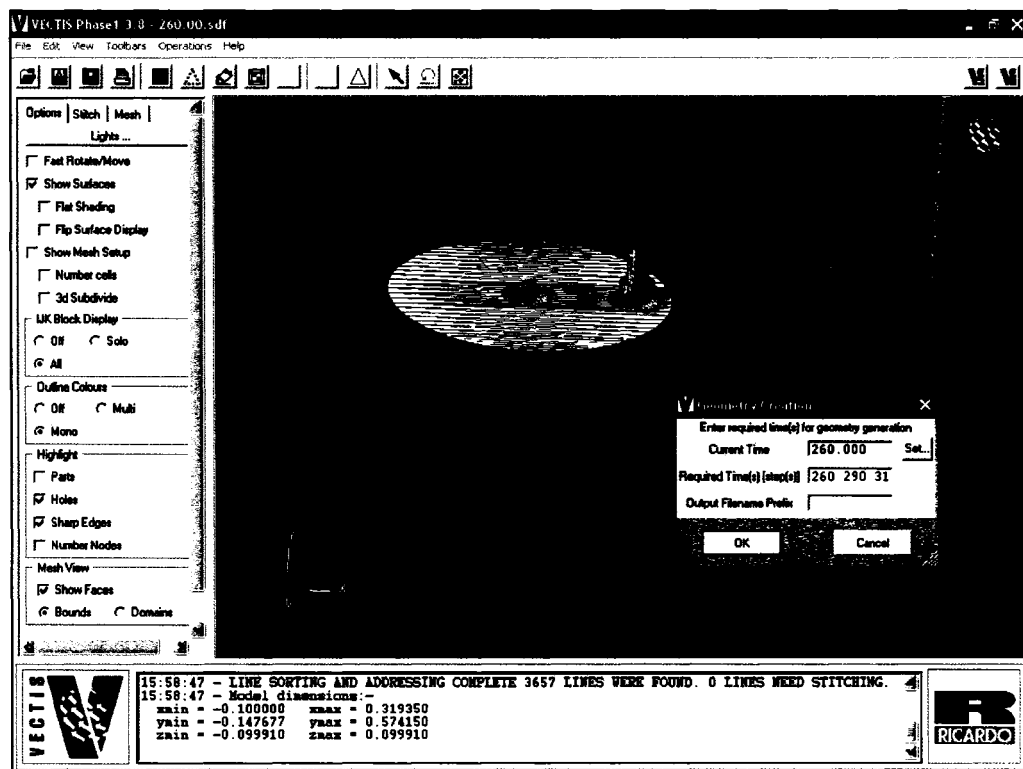 VECTIS Phase1 3.8 - 260.00.sdf
File Edit View Toolbars Operations Help
Options Stitch Mesh
Lights ...
Fast Rotate/Move
Show Surfaces
Flat Shading
Flip Surface Display
Show Mesh Setup
Number cells
3d Subdivide
IJK Block Display
Off Solo
All
Outline Colours
Off Multi
Mono
Highlight
Parts
Holes
Sharp Edges
Number Nodes
Mesh View
Show Faces
Bounds Domains
Geometry Creation
Enter required time(s) for geometry generation
Current Time 260.000 Set...
Required Time(s) [step(s)] 260 290 31
Output Filename Prefix
OK Cancel
VECTIS
15:58:47 - LINE SORTING AND ADDRESSING COMPLETE 3657 LINES WERE FOUND. 0 LINES NEED STITCHING.
15:58:47 - Model dimensions:-
xmin = -0.100000 xmax = 0.319350
ymin = -0.147677 ymax = 0.574150
zmin = -0.099910 zmax = 0.099910
RICARDO